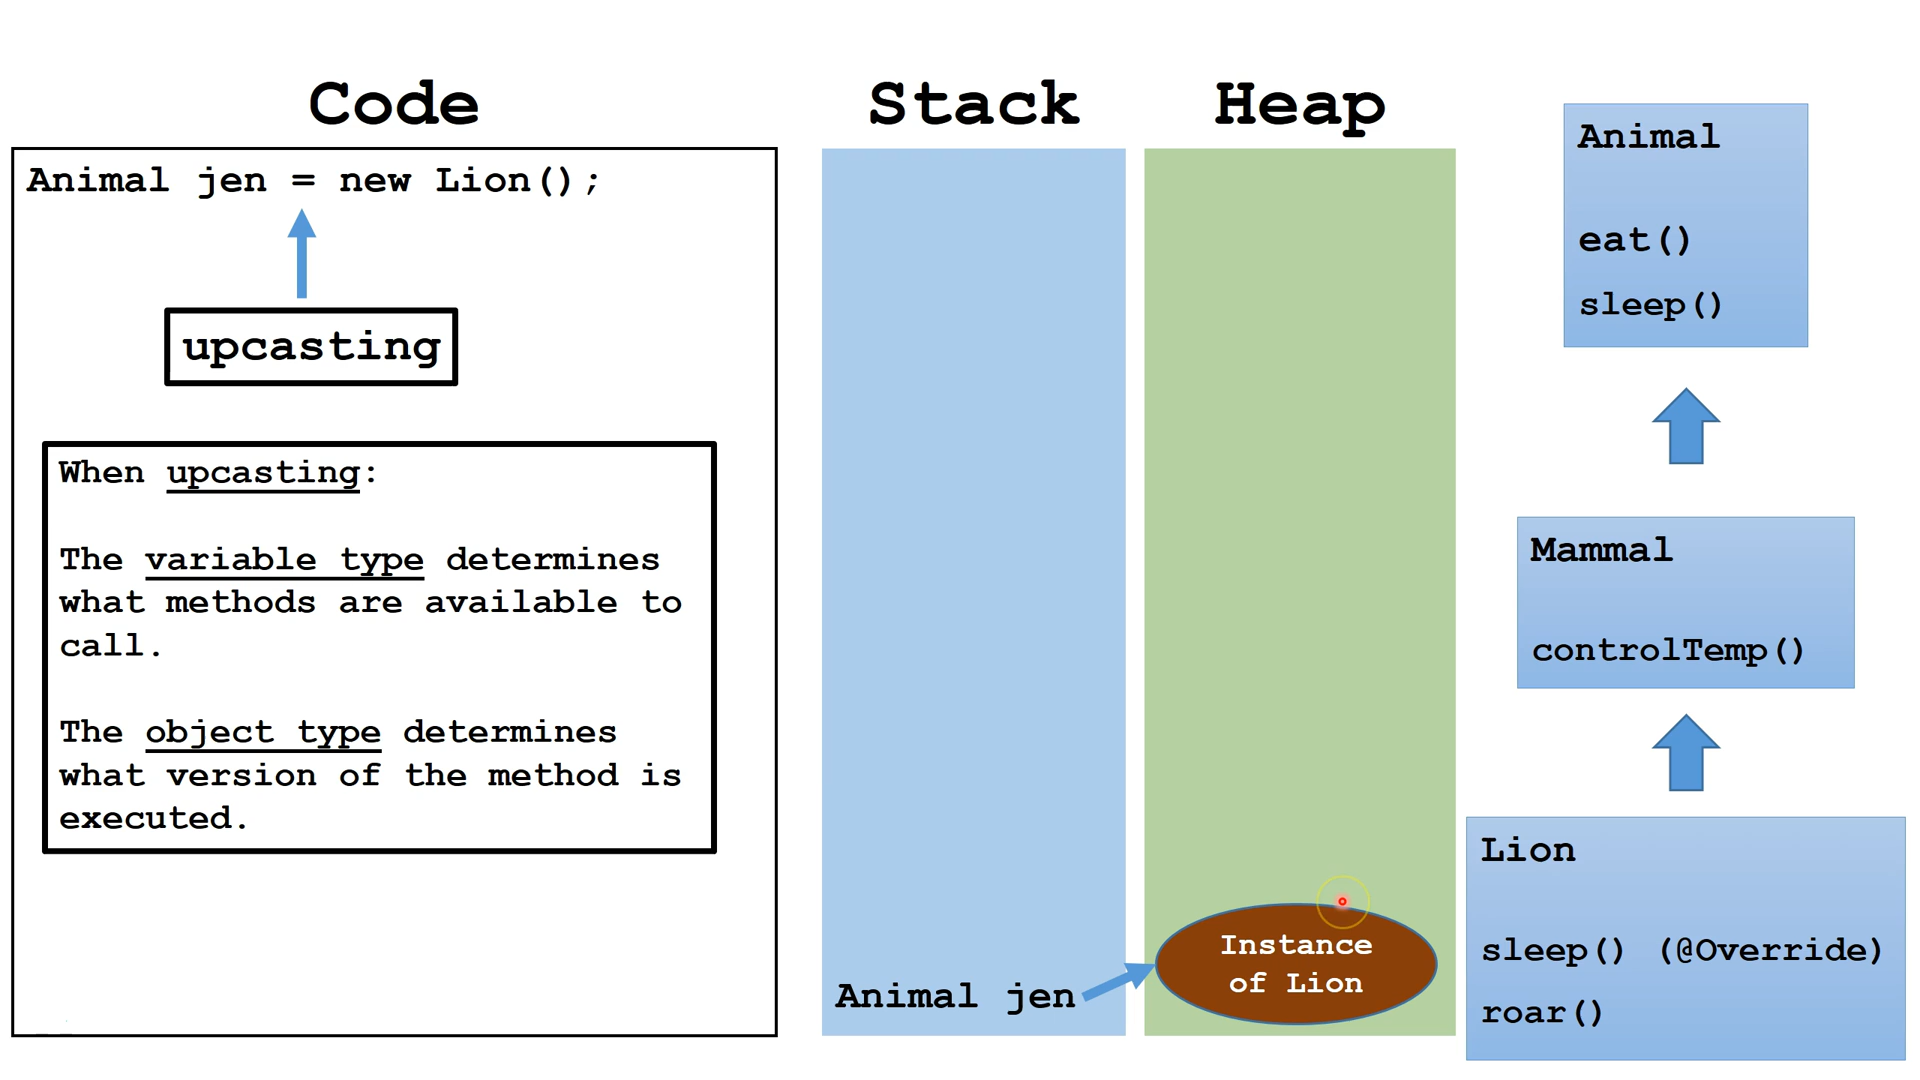 Code
Stack
Heap
Animal jen = new Lion();
upcasting
When upcasting:
The variable type determines
what methods are available to
call.
The object type determines
what version of the method is
executed.
Animal jen
Instance
of Lion
Animal
eat()
sleep()
Mammal
controlTemp()
Lion
sleep() (@Override)
roar()